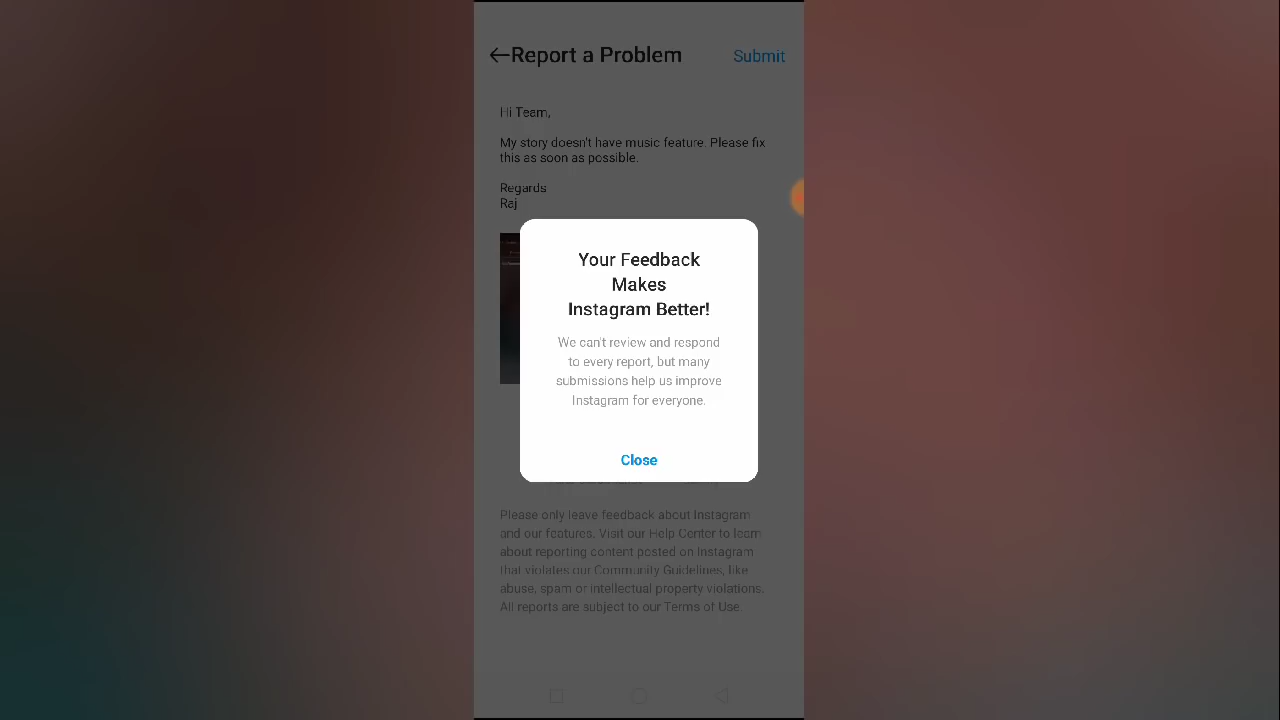 Report a Problem Submit
Hi Team,
My story doesn't have music feature. Please fix
this as soon as possible.
Regards
Raj
Your Feedback
Makes
Instagram Better!
We can't review and respond
to every report, but many
submissions help us improve
Instagram for everyone.
Close
Please only leave feedback about Instagram
and our features. Visit our Help Center to learn
about reporting content posted on Instagram
that violates our Community Guidelines, like
abuse, spam or intellectual property violations.
All reports are subject to our Terms of Use.